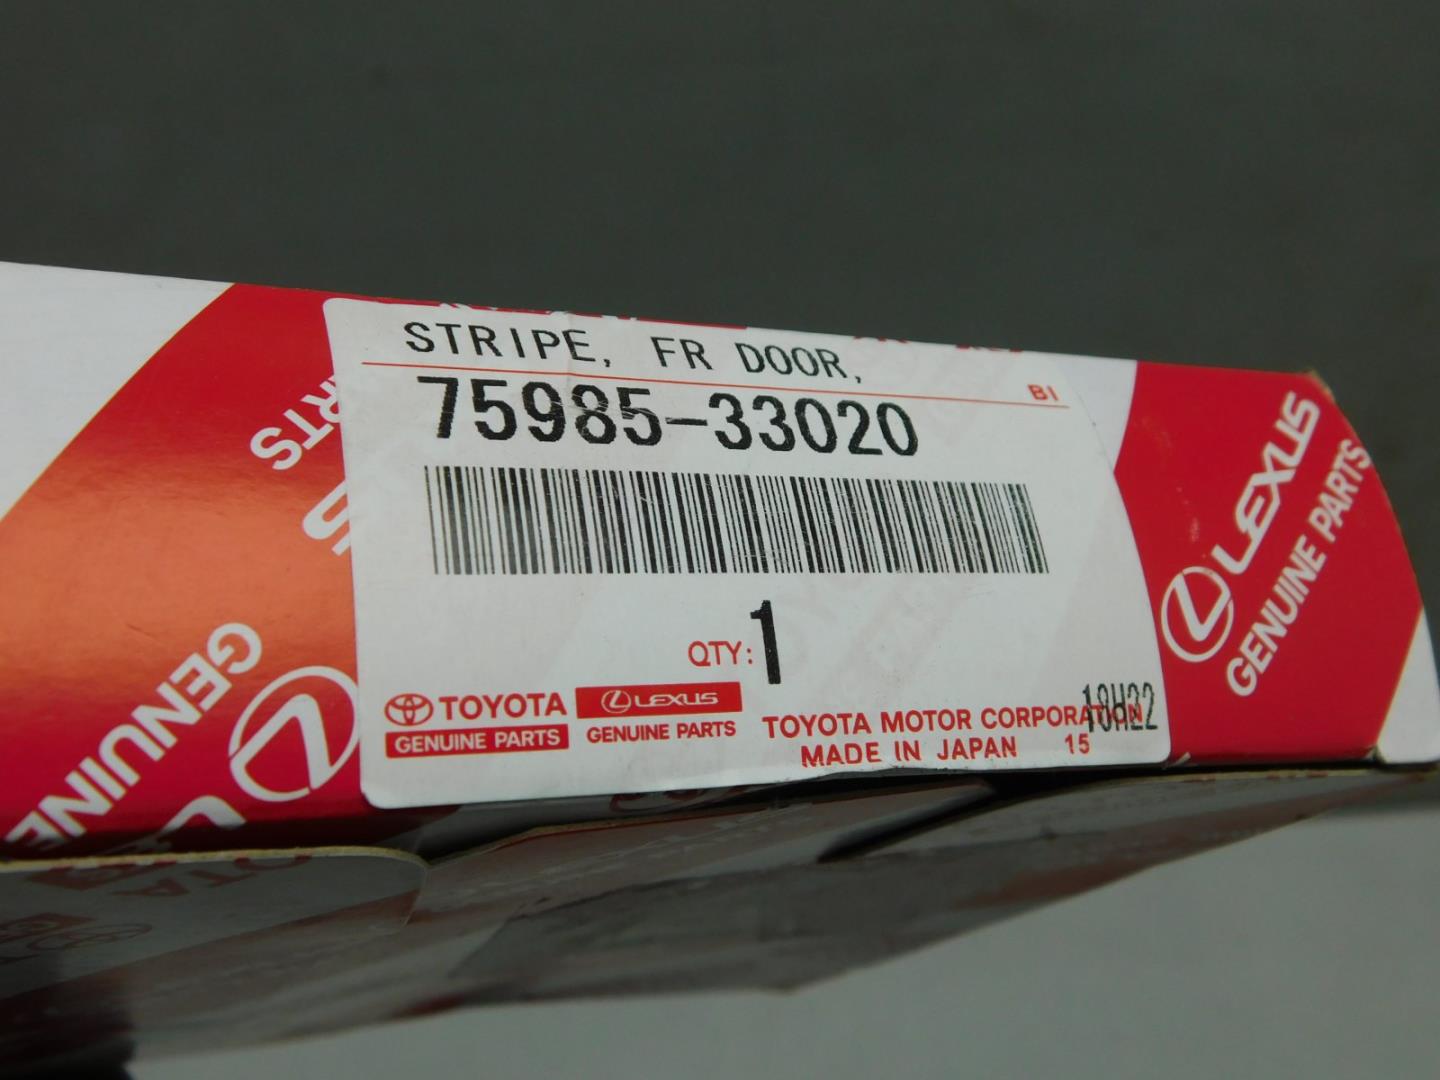 STRIPE, FR DOOR,
BI
75985-33020
QTY: 1
TOYOTA
GENUINE PARTS
LEXUS
GENUINE PARTS
TOYOTA MOTOR CORPORATION
18H22
MADE IN JAPAN 15
LEXUS
GENUINE PARTS
GENUINE